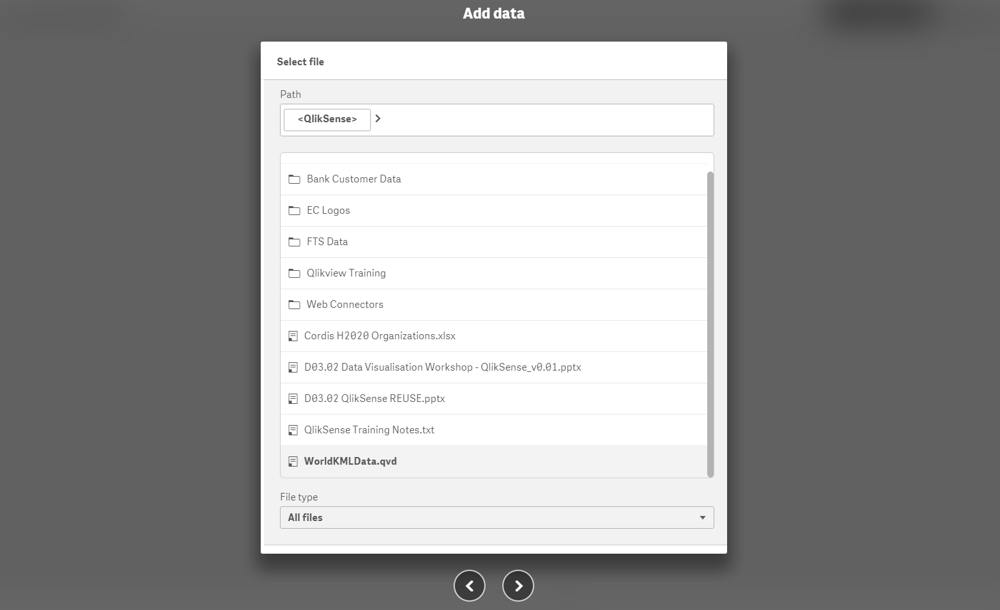 Add data
Select file
Path
<QlikSense>
Bank Customer Data
EC Logos
FTS Data
Qlikview Training
Web Connectors
Cordis H2020 Organizations.xlsx
D03.02 Data Visualisation Workshop - QlikSense_v0.01.pptx
D03.02 QlikSense REUSE.pptx
QlikSense Training Notes.txt
WorldKMLData.qvd
File type
All files